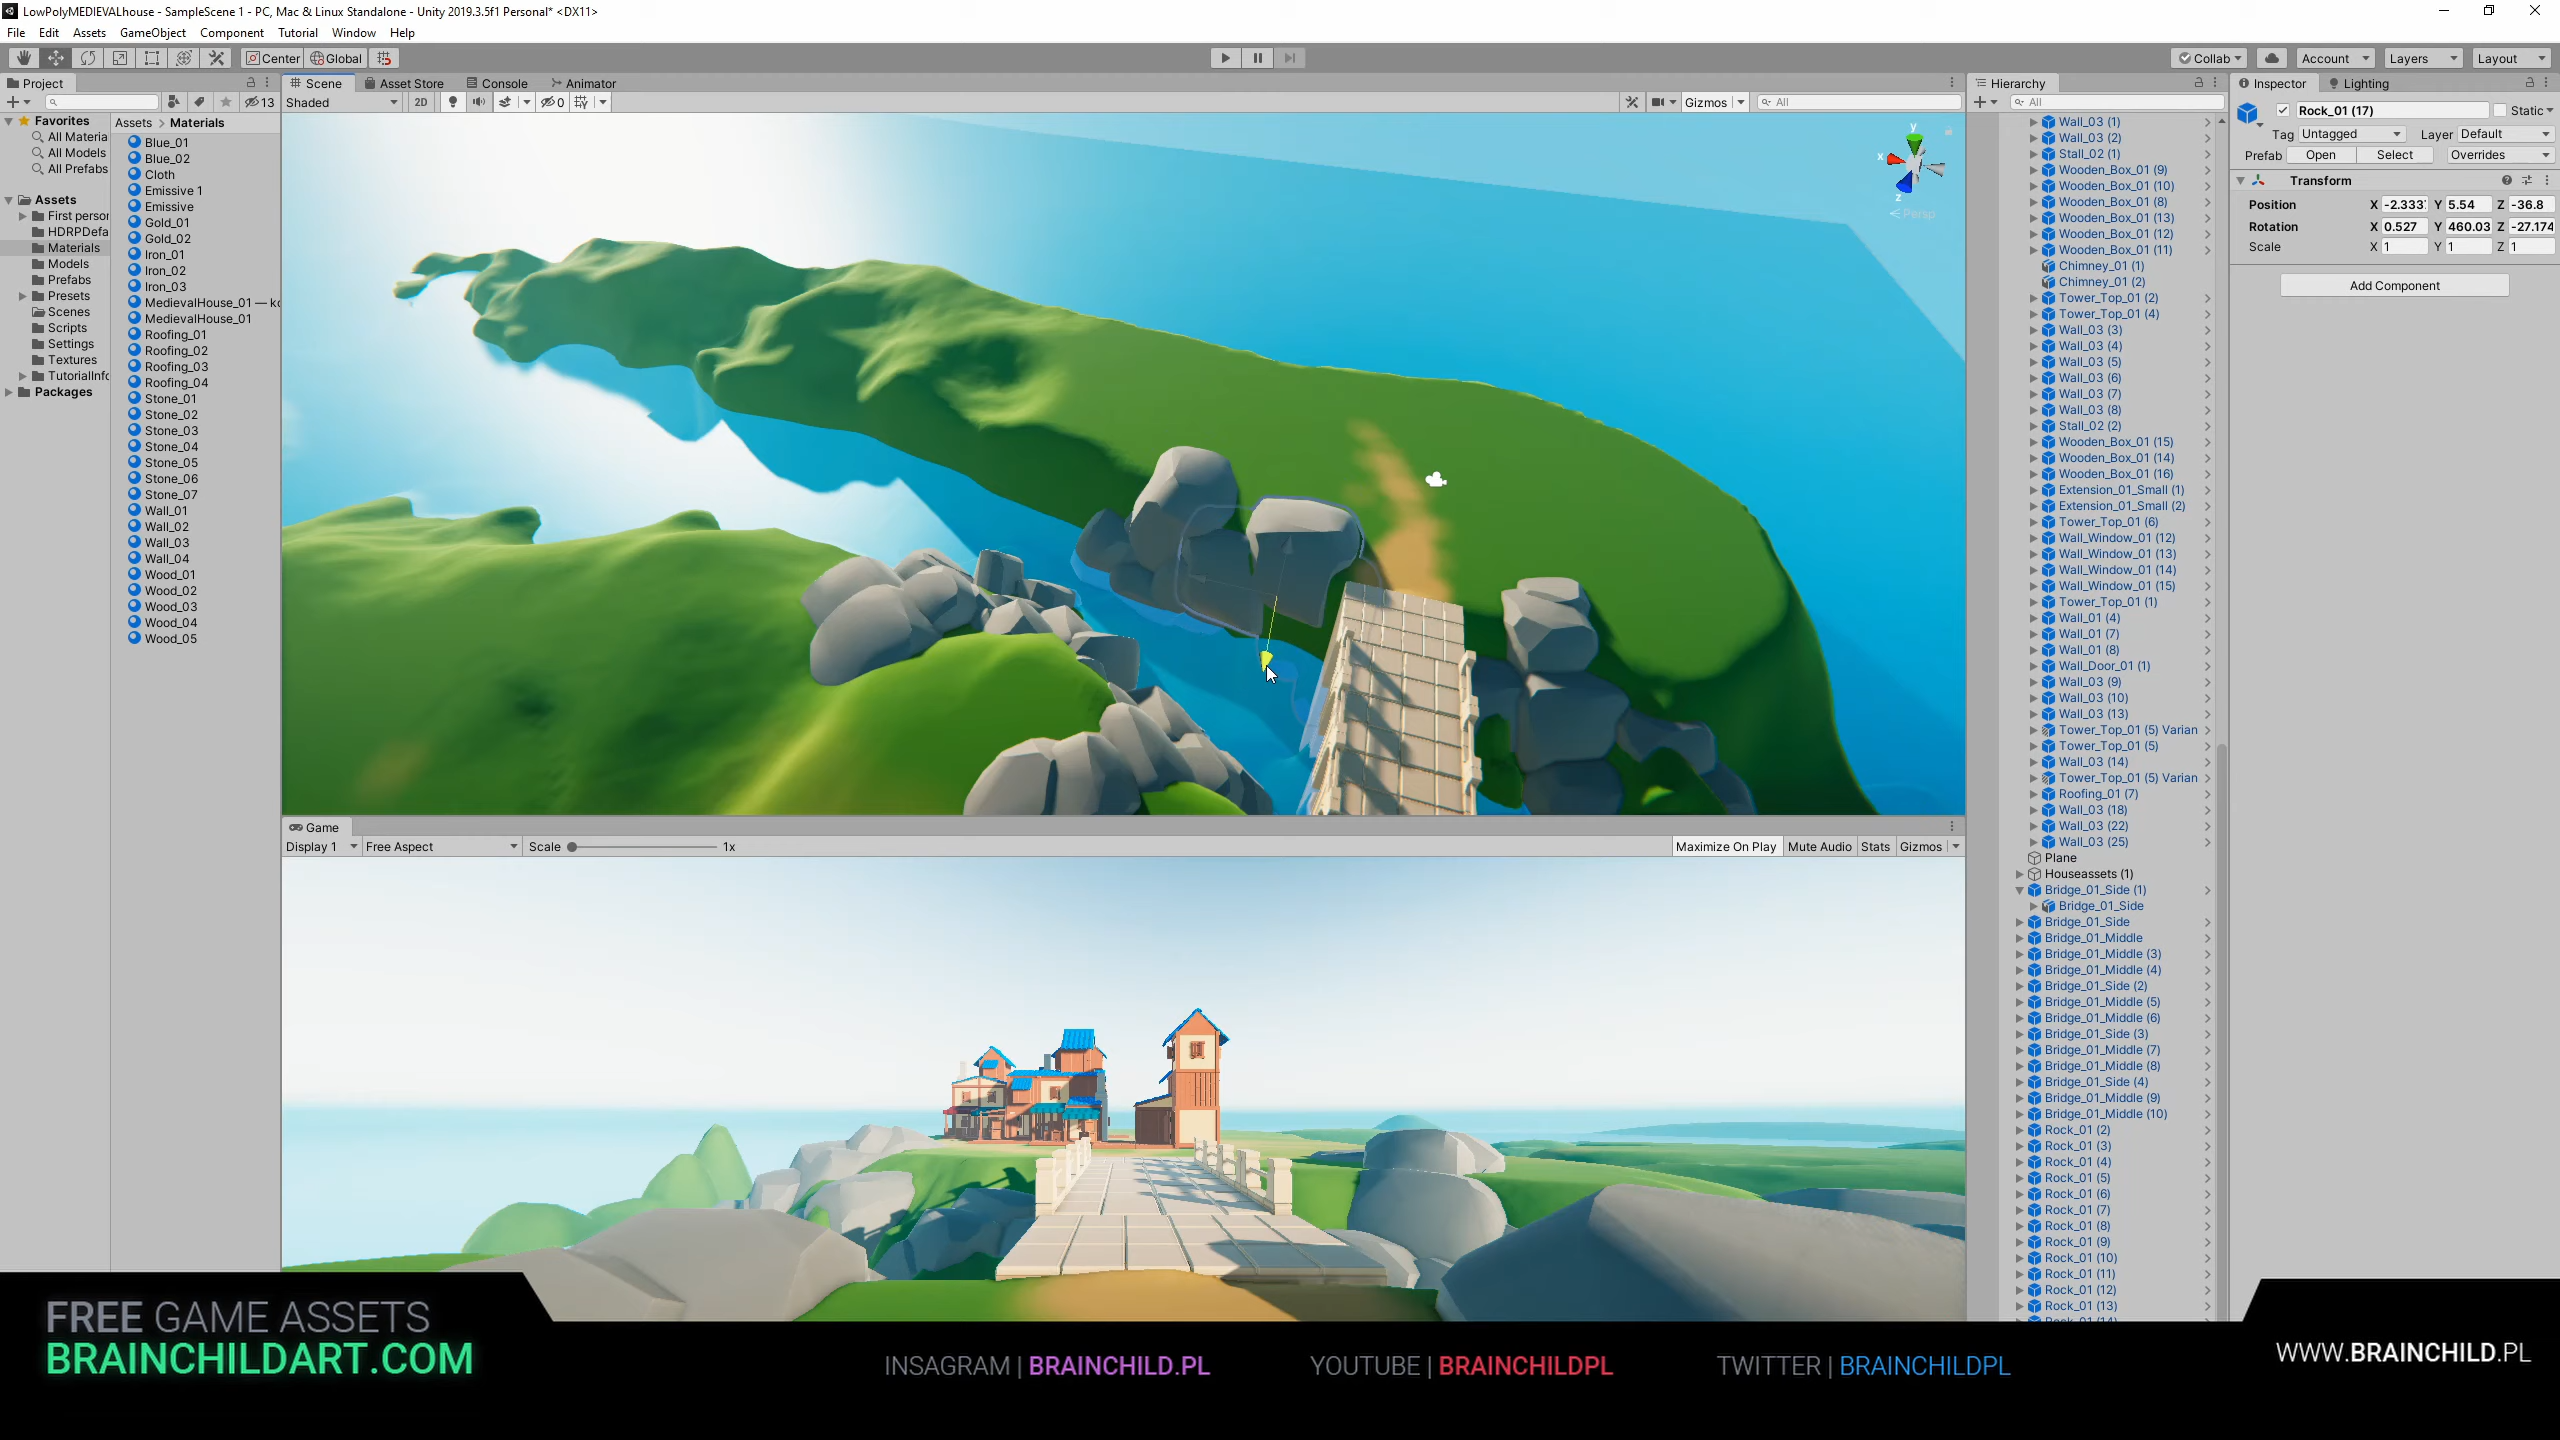 LowPolyMEDIEVALhouse - SampleScene 1 - PC, Mac & Linux Standalone - Unity 2019.3.5f1 Personal* <DX11>
File Edit Assets GameObject Component Tutorial Window Help
Center Global
Collab Account Layers Layout
Project
13
Favorites
All Materia
All Models
All Prefabs
Assets
First persor
HDRPDefa
Materials
Models
Prefabs
Presets
Scenes
Scripts
Settings
Textures
TutorialInfo
Packages
Assets > Materials
Blue_01
Blue_02
Cloth
Emissive 1
Emissive
Gold_01
Gold_02
Iron_01
Iron_02
Iron_03
MedievalHouse_01 — ko
MedievalHouse_01
Roofing_01
Roofing_02
Roofing_03
Roofing_04
Stone_01
Stone_02
Stone_03
Stone_04
Stone_05
Stone_06
Stone_07
Wall_01
Wall_02
Wall_03
Wall_04
Wood_01
Wood_02
Wood_03
Wood_04
Wood_05
Scene Asset Store Console Animator
Shaded 2D 0 Gizmos All
y
x
z
Persp
Game
Display 1 Free Aspect Scale 1x Maximize On Play Mute Audio Stats Gizmos
Hierarchy
All
Wall_03 (1)
Wall_03 (2)
Stall_02 (1)
Wooden_Box_01 (9)
Wooden_Box_01 (10)
Wooden_Box_01 (8)
Wooden_Box_01 (13)
Wooden_Box_01 (12)
Wooden_Box_01 (11)
Chimney_01 (1)
Chimney_01 (2)
Tower_Top_01 (2)
Tower_Top_01 (4)
Wall_03 (3)
Wall_03 (4)
Wall_03 (5)
Wall_03 (6)
Wall_03 (7)
Wall_03 (8)
Stall_02 (2)
Wooden_Box_01 (15)
Wooden_Box_01 (14)
Wooden_Box_01 (16)
Extension_01_Small (1)
Extension_01_Small (2)
Tower_Top_01 (6)
Wall_Window_01 (12)
Wall_Window_01 (13)
Wall_Window_01 (14)
Wall_Window_01 (15)
Tower_Top_01 (1)
Wall_01 (4)
Wall_01 (7)
Wall_01 (8)
Wall_Door_01 (1)
Wall_03 (9)
Wall_03 (10)
Wall_03 (13)
Tower_Top_01 (5) Varian
Tower_Top_01 (5)
Wall_03 (14)
Tower_Top_01 (5) Varian
Roofing_01 (7)
Wall_03 (18)
Wall_03 (22)
Wall_03 (25)
Plane
Houseassets (1)
Bridge_01_Side (1)
Bridge_01_Side
Bridge_01_Side
Bridge_01_Middle
Bridge_01_Middle (3)
Bridge_01_Middle (4)
Bridge_01_Side (2)
Bridge_01_Middle (5)
Bridge_01_Middle (6)
Bridge_01_Side (3)
Bridge_01_Middle (7)
Bridge_01_Middle (8)
Bridge_01_Side (4)
Bridge_01_Middle (9)
Bridge_01_Middle (10)
Rock_01 (2)
Rock_01 (3)
Rock_01 (4)
Rock_01 (5)
Rock_01 (6)
Rock_01 (7)
Rock_01 (8)
Rock_01 (9)
Rock_01 (10)
Rock_01 (11)
Rock_01 (12)
Rock_01 (13)
Inspector Lighting
Rock_01 (17) Static
Tag Untagged Layer Default
Prefab Open Select Overrides
Transform
Position X -2.333 Y 5.54 Z -36.8
Rotation X 0.527 Y 460.03 Z -27.174
Scale X 1 Y 1 Z 1
Add Component
FREE GAME ASSETS
BRAINCHILDART.COM
INSAGRAM | BRAINCHILD.PL YOUTUBE | BRAINCHILDPL TWITTER | BRAINCHILDPL
WWW.BRAINCHILD.PL